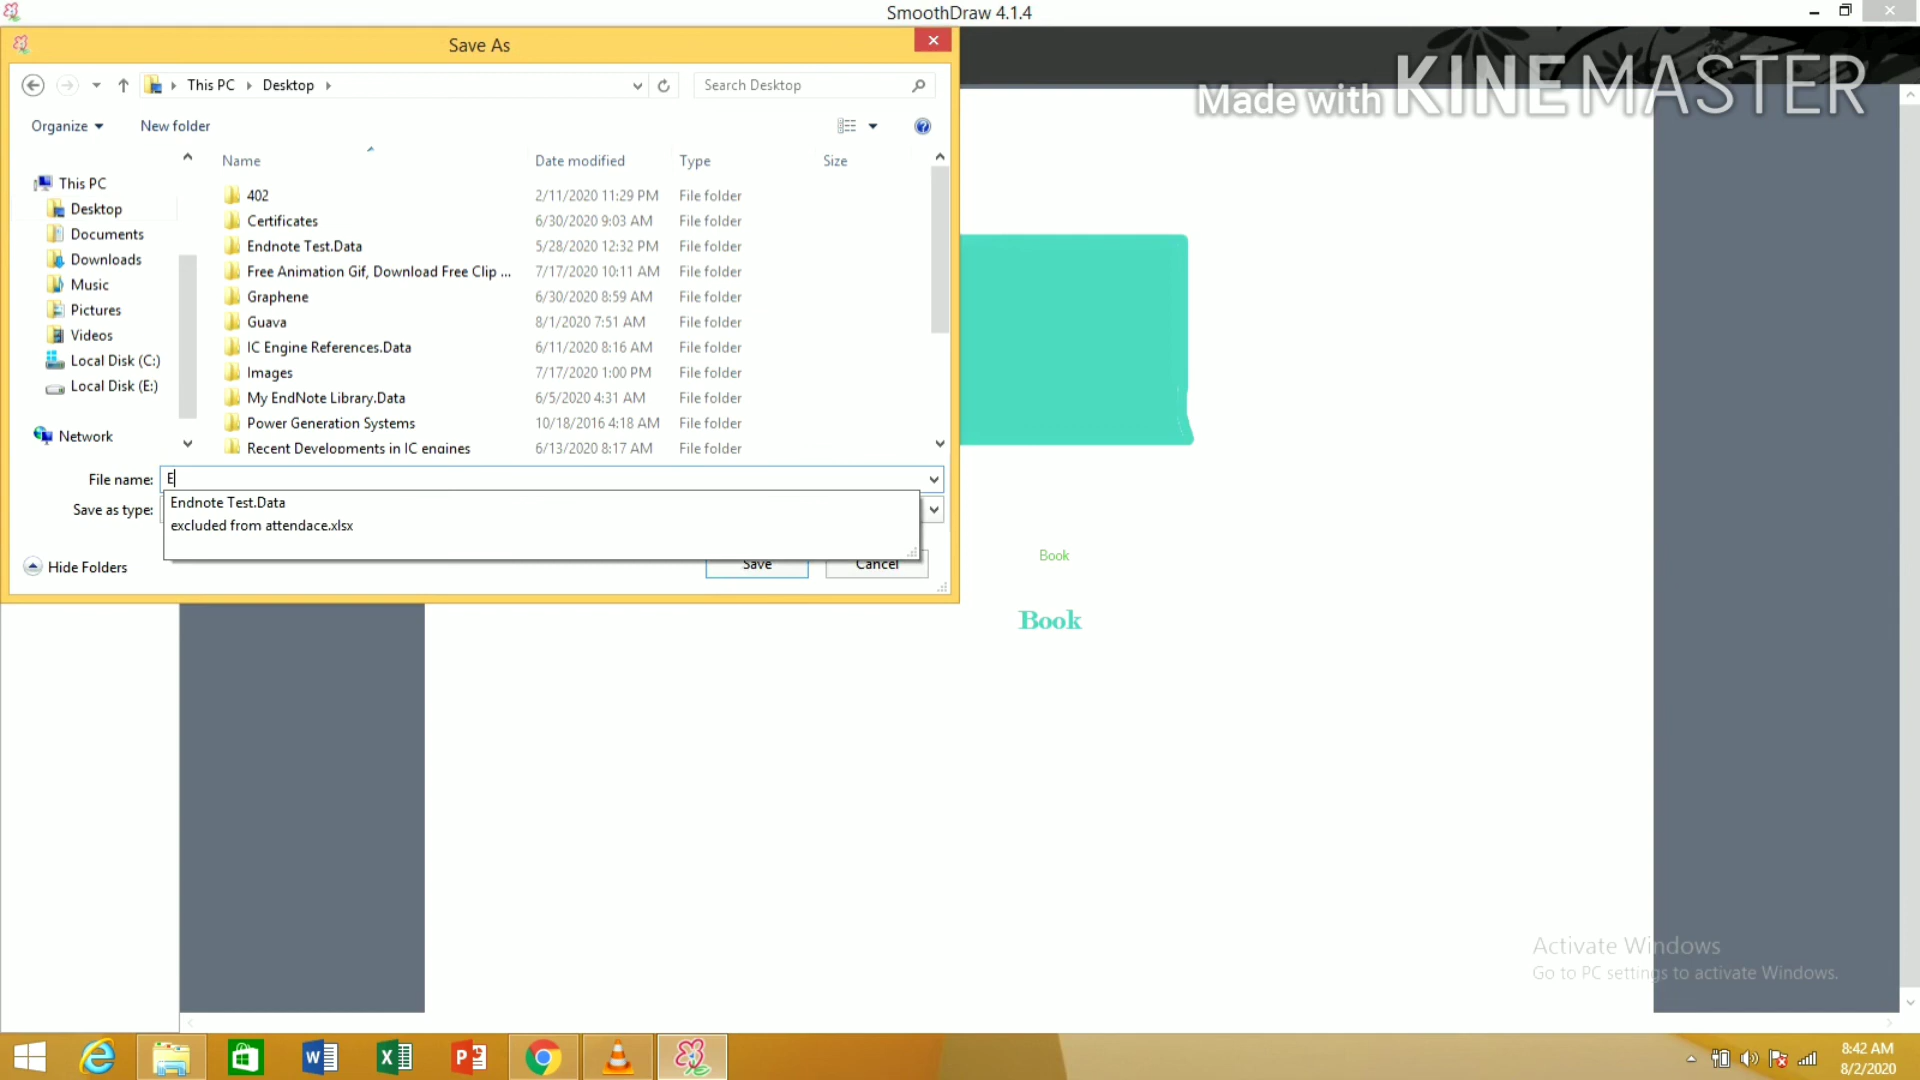 SmoothDraw 4.1.4
Save As
Made with KINEMASTER
This PC Desktop
Search Desktop
Organize
New folder
Name Date modified Type Size
This PC
Desktop
Documents
Downloads
Music
Pictures
Videos
Local Disk (C:)
Local Disk (E:)
Network
402 2/11/2020 11:29 PM File folder
Certificates 6/30/2020 9:03 AM File folder
Endnote Test.Data 5/28/2020 12:32 PM File folder
Free Animation Gif, Download Free Clip ... 7/17/2020 10:11 AM File folder
Graphene 6/30/2020 8:59 AM File folder
Guava 8/1/2020 7:51 AM File folder
IC Engine References.Data 6/11/2020 8:16 AM File folder
Images 7/17/2020 1:00 PM File folder
My EndNote Library.Data 6/5/2020 4:31 AM File folder
Power Generation Systems 10/18/2016 4:18 AM File folder
Recent Developments in IC engines 6/13/2020 8:17 AM File folder
File name: E
Save as type:
Endnote Test.Data
excluded from attendace.xlsx
Hide Folders
Save
Cancel
Book
Book
Activate Windows
Go to PC settings to activate Windows.
8:42 AM
8/2/2020